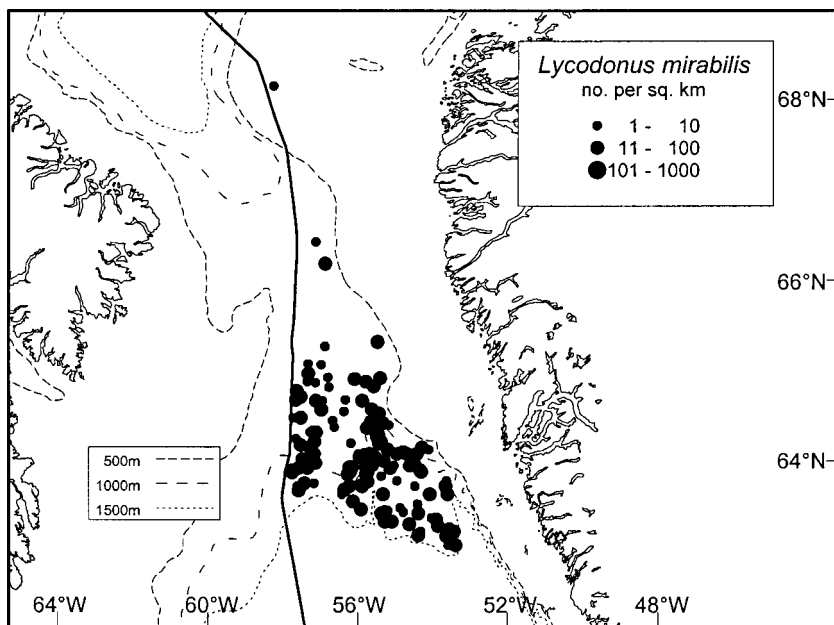 Lycodonus mirabilis
no. per sq. km
1 - 10
11 - 100
101 - 1000
68°N
66°N
500m
1000m
1500m
64°N
64°W 60°W 56°W 52°W 48°W